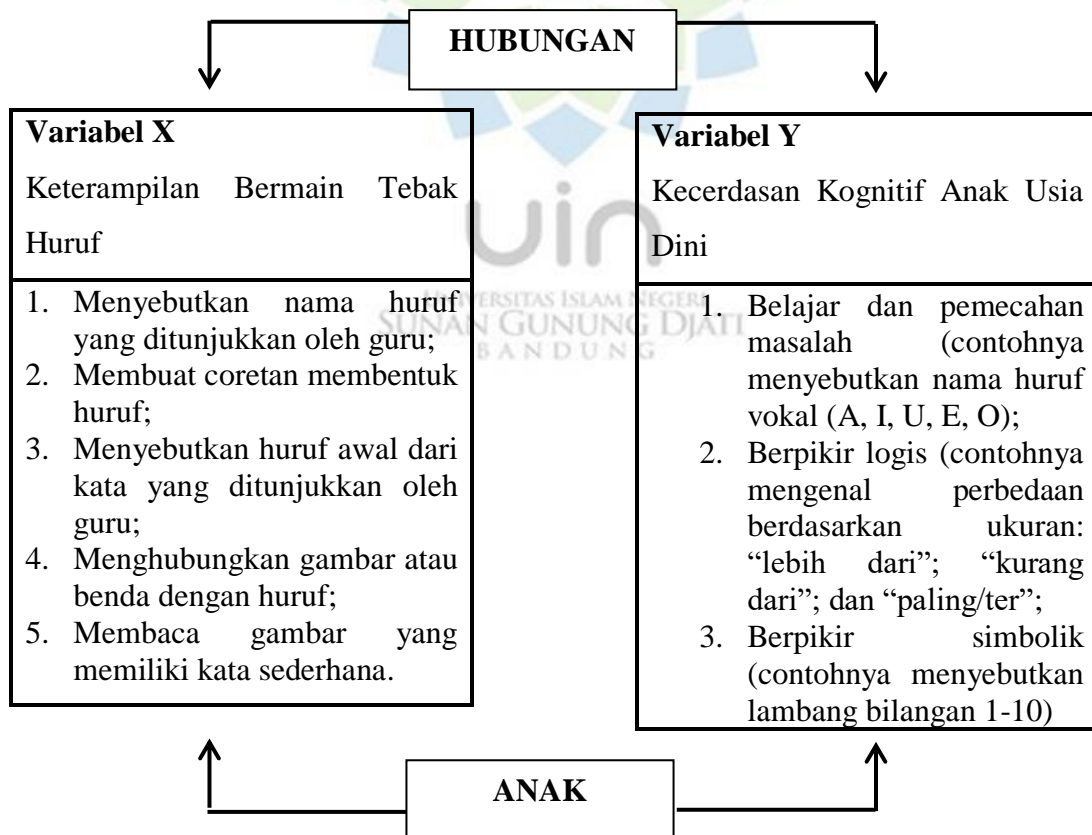 HUBUNGAN
Variabel X
Keterampilan Bermain Tebak
Huruf
1. Menyebutkan nama huruf
yang ditunjukkan oleh guru;
2. Membuat coretan membentuk
huruf;
3. Menyebutkan huruf awal dari
kata yang ditunjukkan oleh
guru;
4. Menghubungkan gambar atau
benda dengan huruf;
5. Membaca gambar yang
memiliki kata sederhana.
uin
UNIVERSITAS ISLAM NEGERI
SUNAN GUNUNG DJATI
BANDUNG
Variabel Y
Kecerdasan Kognitif Anak Usia
Dini
1. Belajar dan pemecahan
masalah (contohnya
menyebutkan nama huruf
vokal (A, I, U, E, O);
2. Berpikir logis (contohnya
mengenal perbedaan
berdasarkan ukuran:
“lebih dari”; “kurang
dari”; dan “paling/ter”;
3. Berpikir simbolik
(contohnya menyebutkan
lambang bilangan 1-10)
ANAK